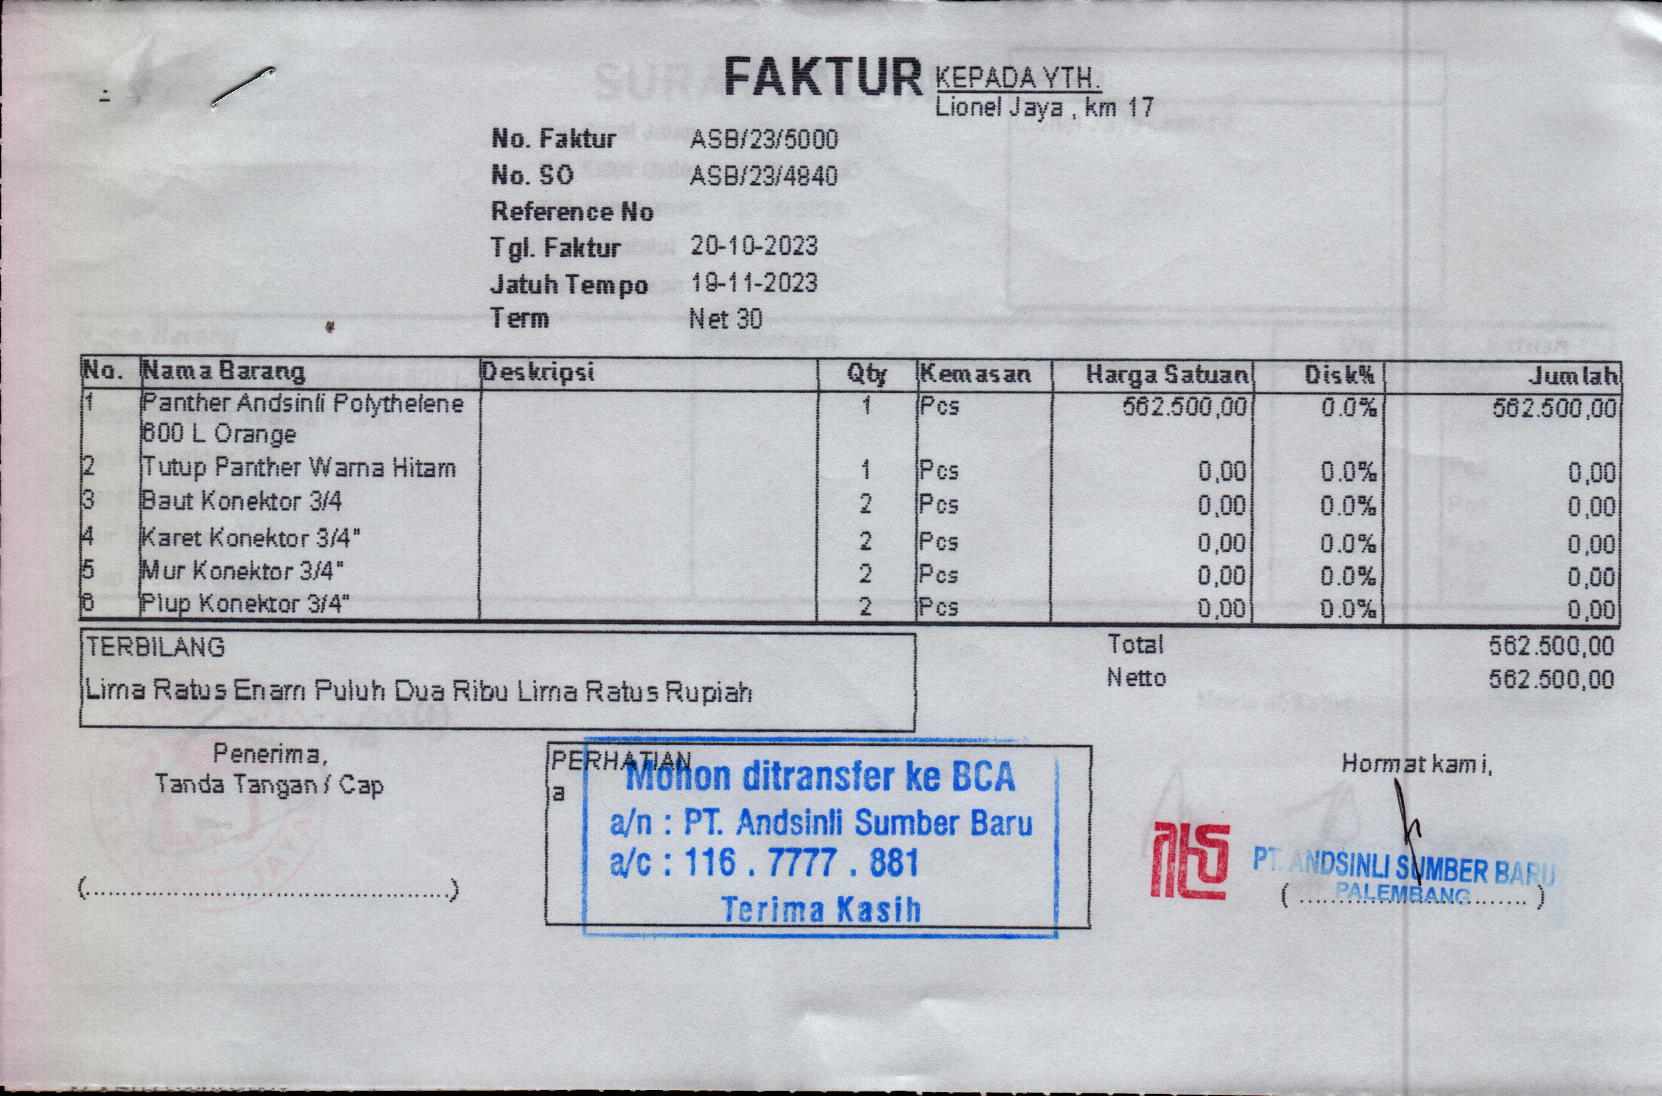 FAKTUR
KEPADA YTH.
Lionel Jaya , km 17
No. Faktur ASB/23/5000
No. SO ASB/23/4840
Reference No
Tgl. Faktur 20-10-2023
Jatuh Tempo 19-11-2023
Term Net 30
No. Nama Barang Deskripsi Qty Kemasan Harga Satuan Disk% Jumlah
1 Panther Andsinli Polythelene 1 Pcs 562.500,00 0.0% 562.500,00
600 L Orange
2 Tutup Panther Warna Hitam 1 Pcs 0,00 0.0% 0,00
3 Baut Konektor 3/4 2 Pcs 0,00 0.0% 0,00
4 Karet Konektor 3/4" 2 Pcs 0,00 0.0% 0,00
5 Mur Konektor 3/4" 2 Pcs 0,00 0.0% 0,00
6 Plup Konektor 3/4" 2 Pcs 0,00 0.0% 0,00
TERBILANG
Lima Ratus Enam Puluh Dua Ribu Lima Ratus Rupiah
Total 562.500,00
Netto 562.500,00
Penerima,
Tanda Tangan / Cap
(..........................................)
PERHATIAN
a
Mohon ditransfer ke BCA
a/n : PT. Andsinli Sumber Baru
a/c : 116 . 7777 . 881
Terima Kasih
Hormat kami,
PT. ANDSINLI SUMBER BARU
PALEMBANG
( .............................. )